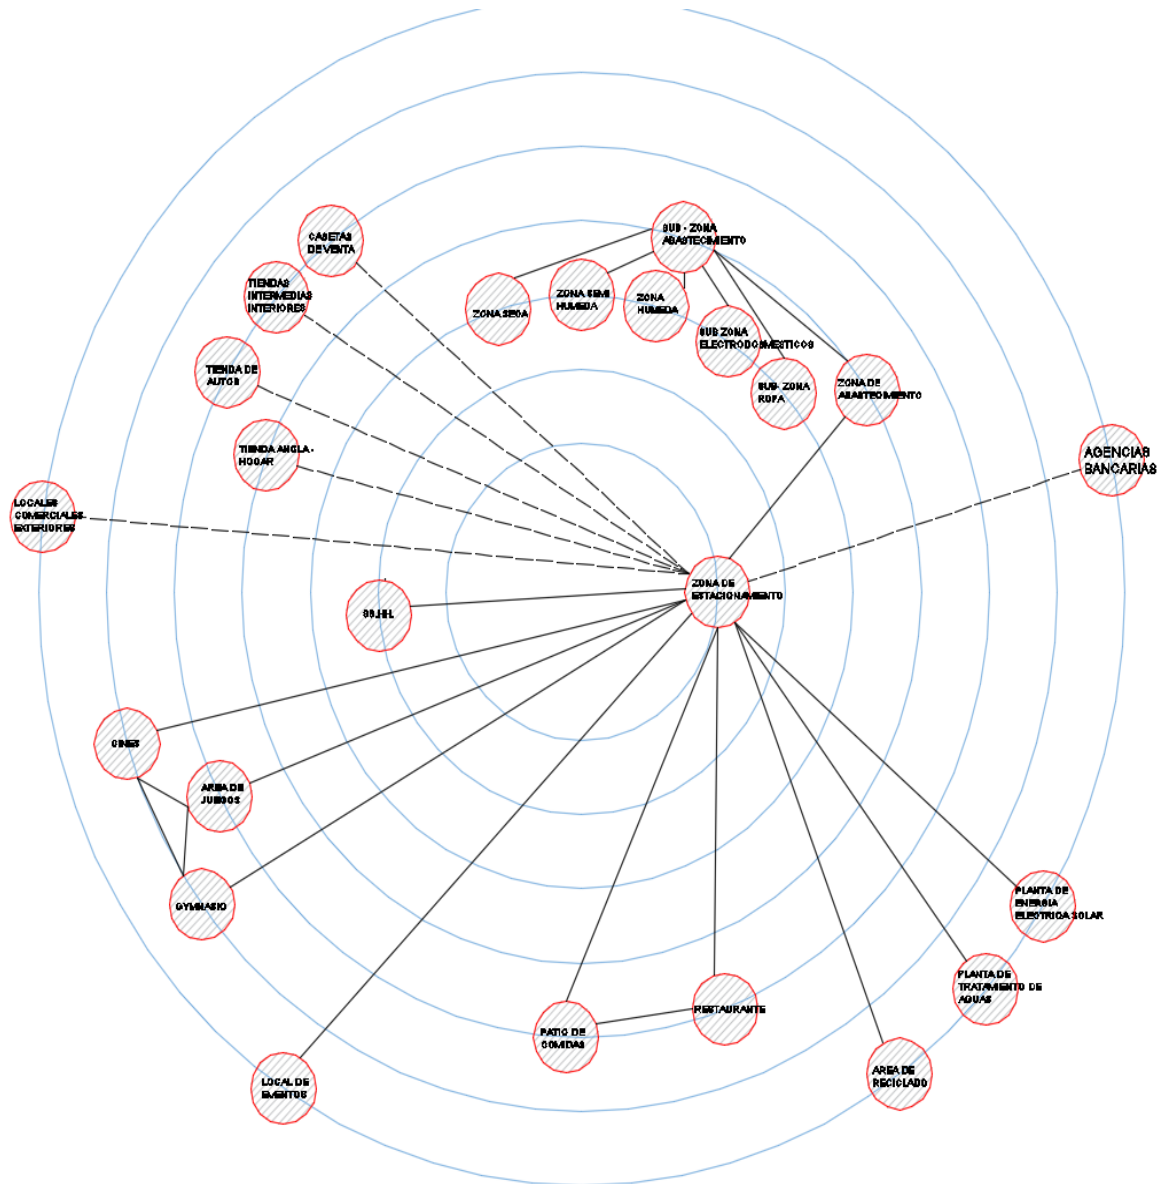 SUB - ZONA
ABASTECIMIENTO
CASETAS
DE VENTA
TIENDAS
INTERMEDIAS
INTERIORES
ZONA SECA
ZONA SEMI
HUMEDA
ZONA
HUMEDA
SUB ZONA
ELECTRODOMESTICOS
TIENDA DE
AUTOS
SUB- ZONA
ROPA
ZONA DE
ABASTECIMIENTO
TIENDA ANCLA -
HOGAR
AGENCIAS
BANCARIAS
LOCALES
COMERCIALES
EXTERIORES
ZONA DE
ESTACIONAMIENTO
SS.HH.
CINES
AREA DE
JUEGOS
GYMNASIO
PLANTA DE
ENERGIA
ELECTRICA SOLAR
PLANTA DE
TRATAMIENTO DE
AGUAS
RESTAURANTE
PATIO DE
COMIDAS
AREA DE
RECICLADO
LOCAL DE
EVENTOS